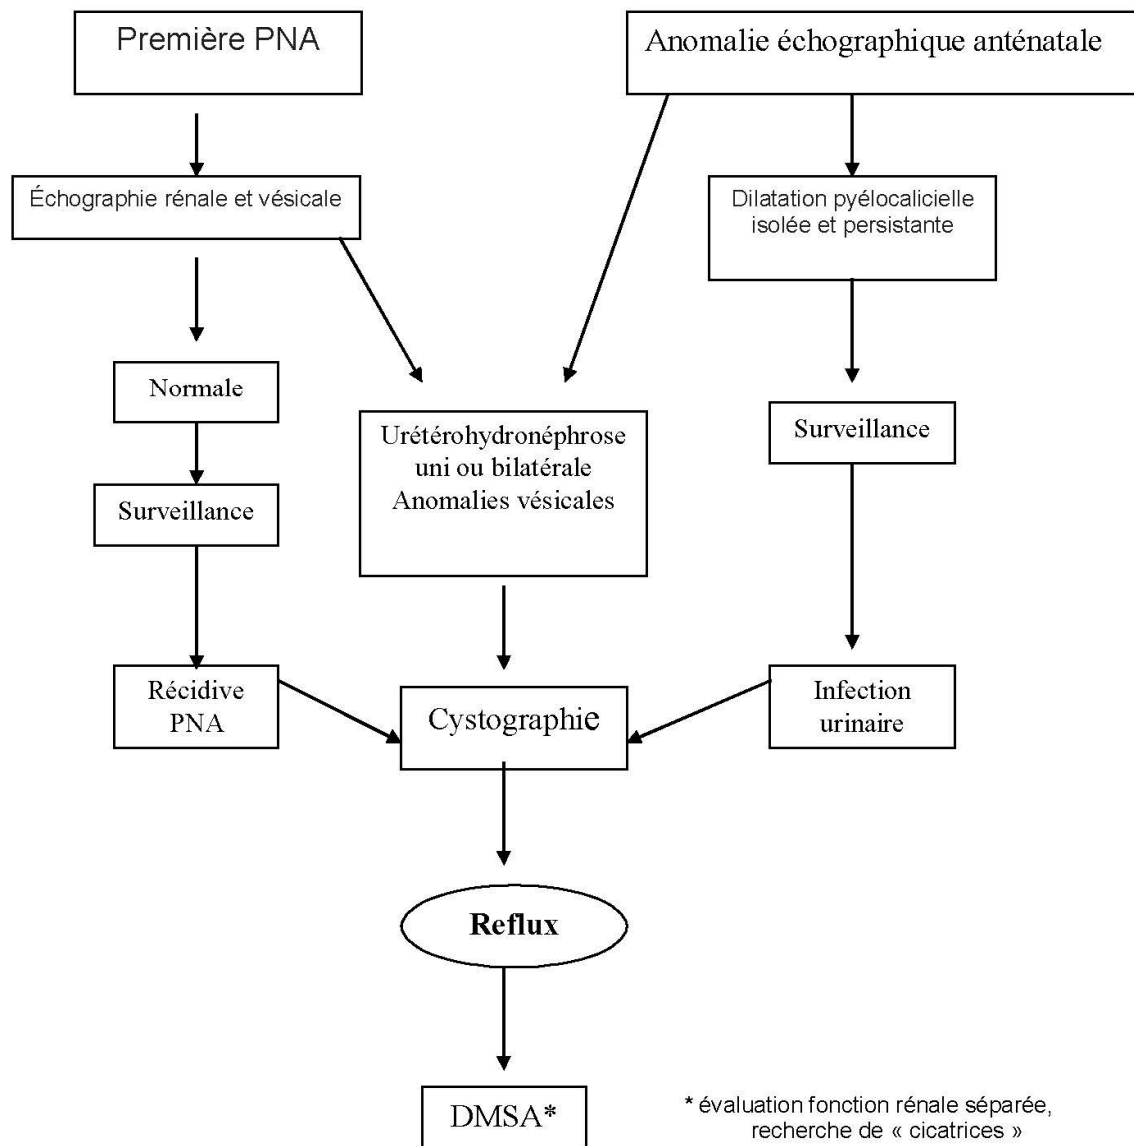 Première PNA
Anomalie échographique anténatale
Échographie rénale et vésicale
Dilatation pyélocalicielle
isolée et persistante
Normale
Urétérohydronéphrose
uni ou bilatérale
Anomalies vésicales
Surveillance
Surveillance
Récidive
PNA
Cystographie
Infection
urinaire
Reflux
DMSA*
* évaluation fonction rénale séparée,
recherche de « cicatrices »